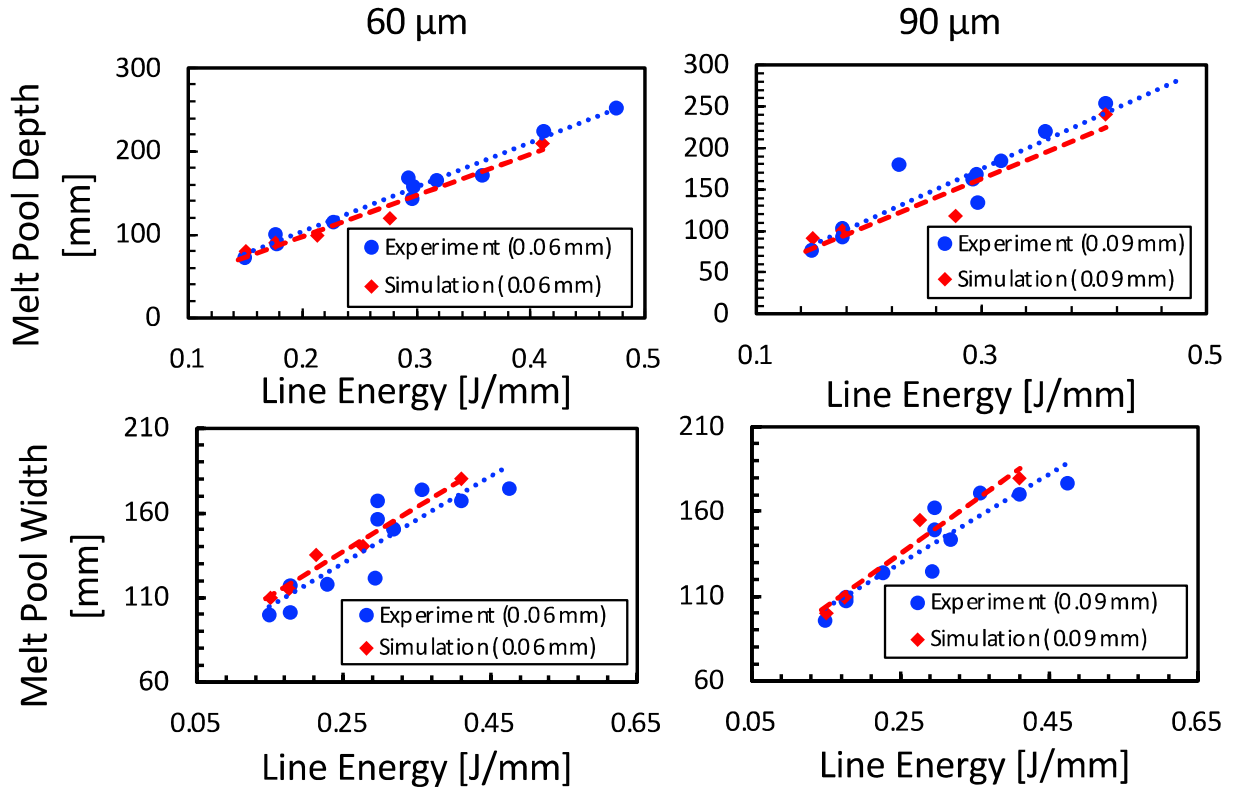 60 µm
90 µm
Melt Pool Depth
[mm]
300
200
100
0
0.1
0.2
0.3
0.4
0.5
Experiment (0.06 mm)
Simulation (0.06 mm)
Line Energy [J/mm]
300
250
200
150
100
50
0
0.1
0.3
0.5
Experiment (0.09 mm)
Simulation (0.09 mm)
Line Energy [J/mm]
Melt Pool Width
[mm]
210
160
110
60
0.05
0.25
0.45
0.65
Experiment (0.06 mm)
Simulation (0.06 mm)
Line Energy [J/mm]
210
160
110
60
0.05
0.25
0.45
0.65
Experiment (0.09 mm)
Simulation (0.09 mm)
Line Energy [J/mm]